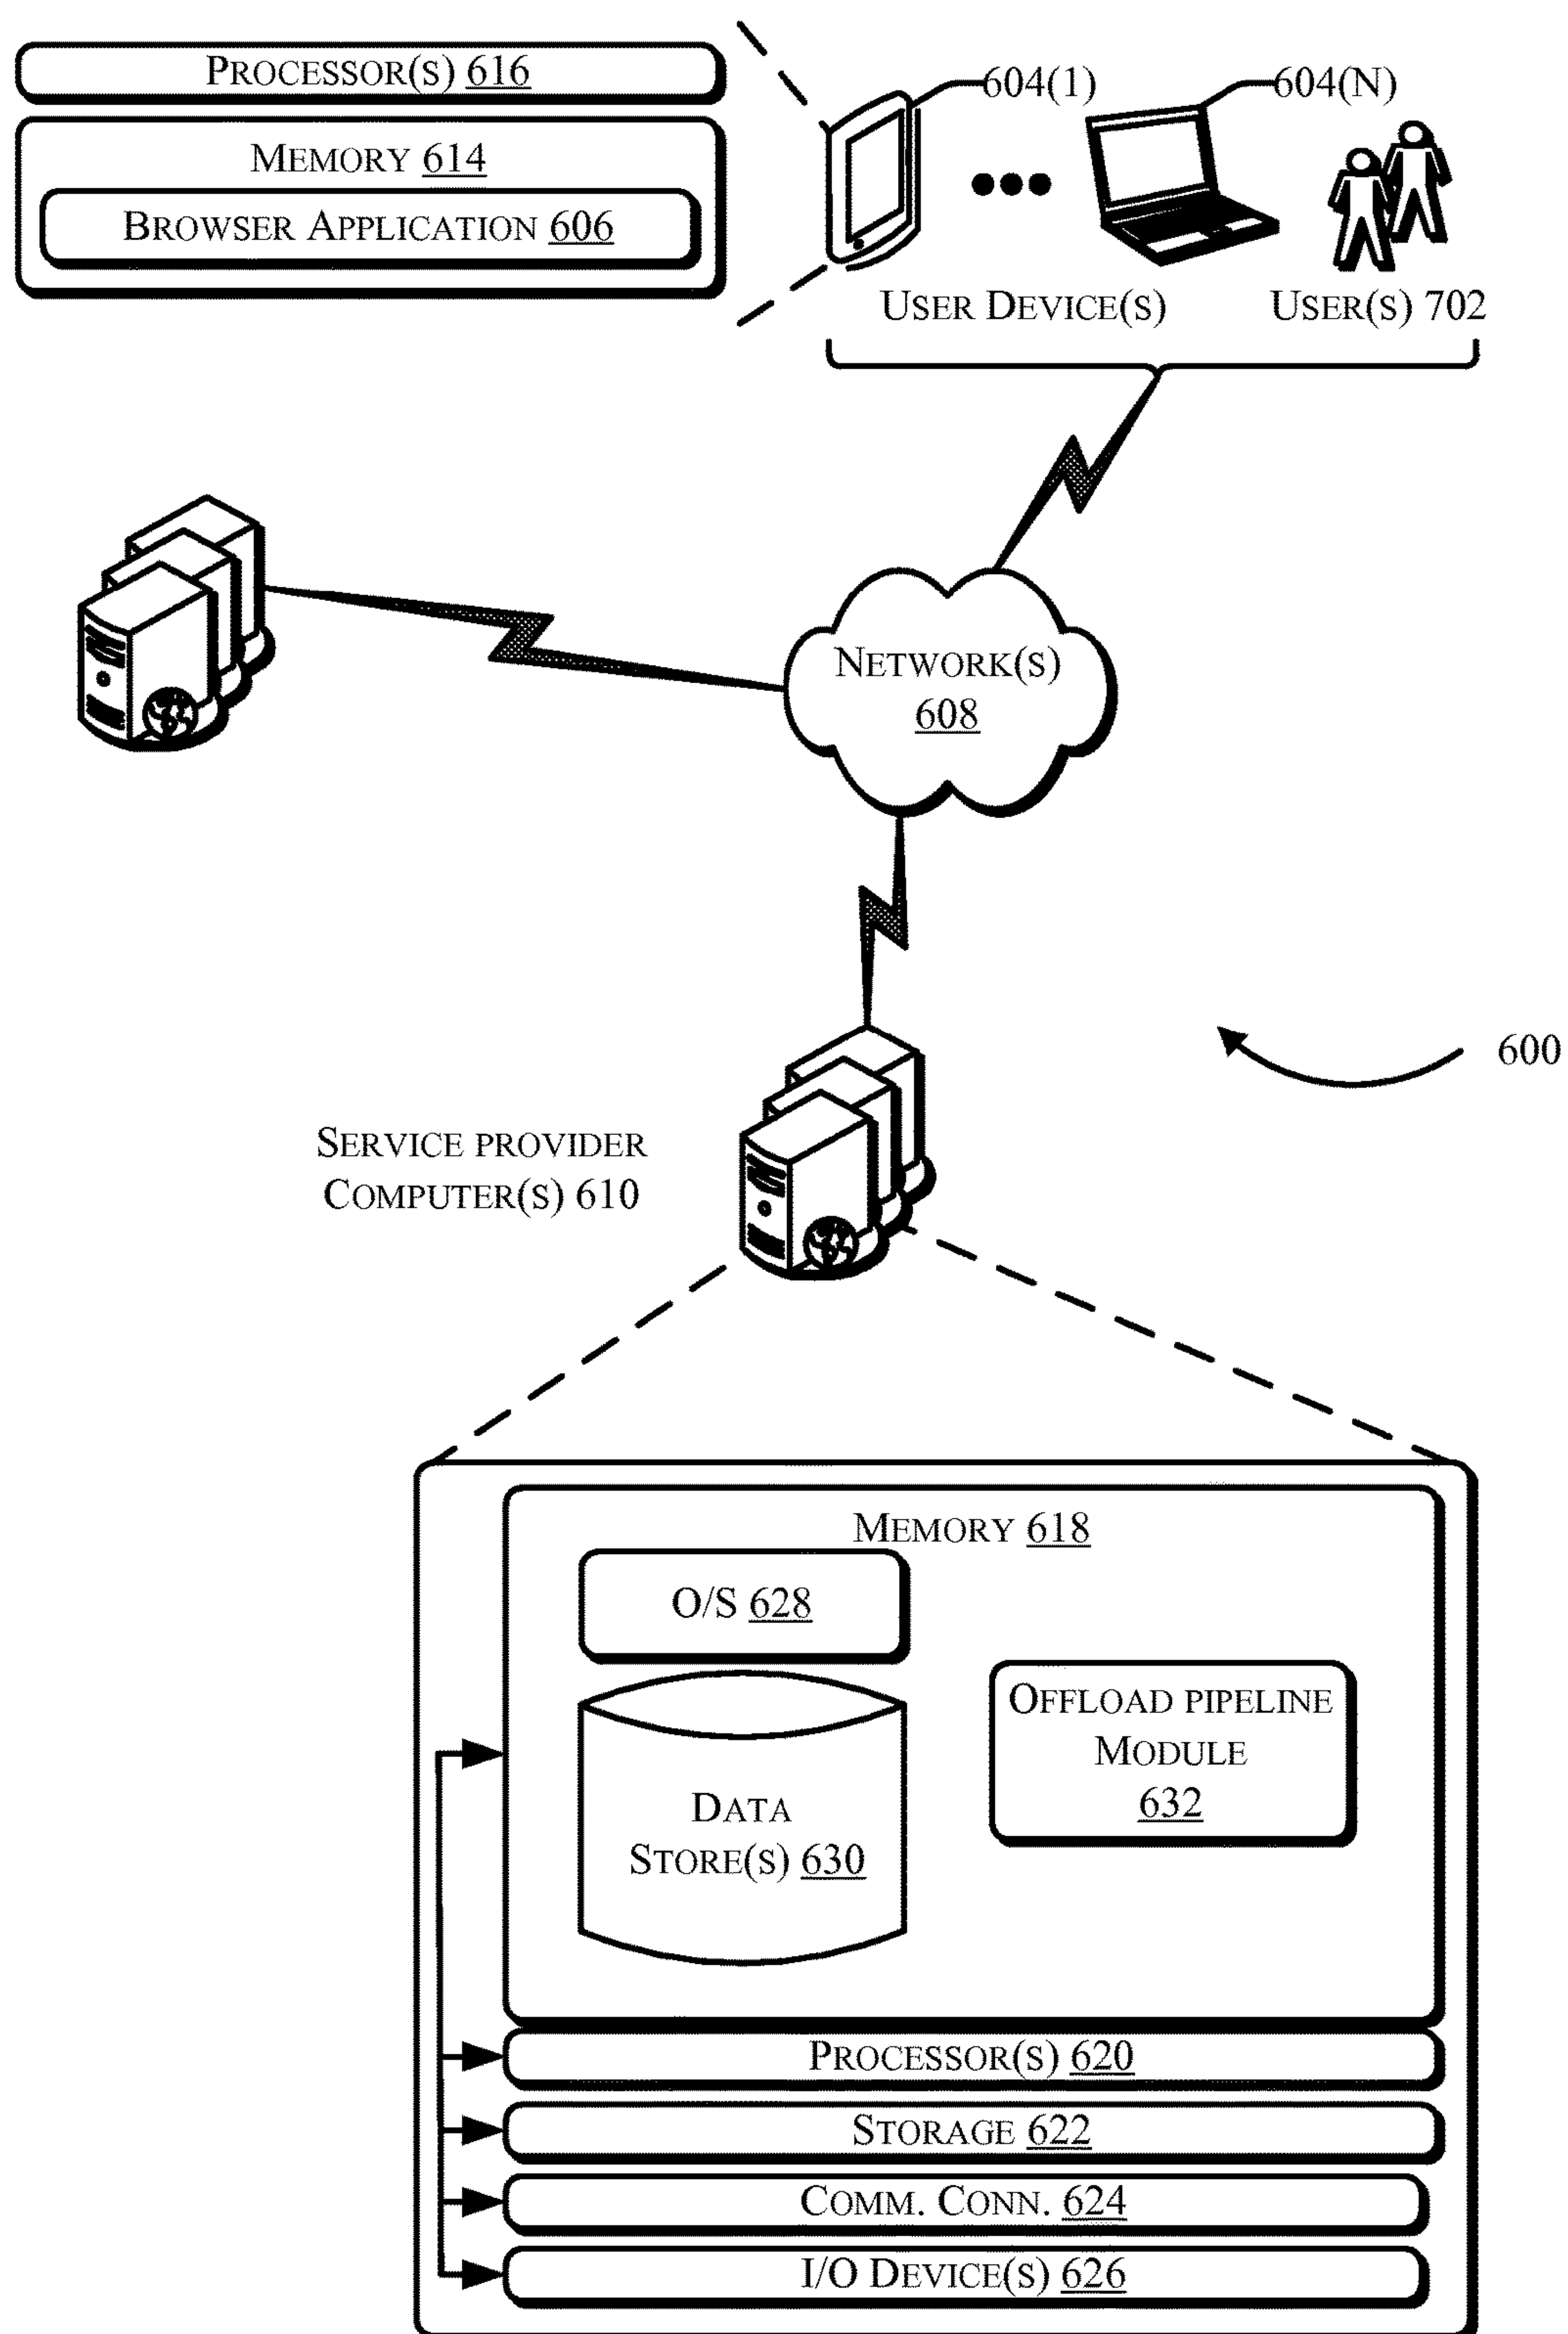 PROCESSOR(S) 616
MEMORY 614
BROWSER APPLICATION 606
604(1)
604(N)
USER DEVICE(S)
USER(S) 702
NETWORK(S)
608
600
SERVICE PROVIDER
COMPUTER(S) 610
MEMORY 618
O/S 628
DATA
STORE(S) 630
OFFLOAD PIPELINE
MODULE
632
PROCESSOR(S) 620
STORAGE 622
COMM. CONN. 624
I/O DEVICE(S) 626